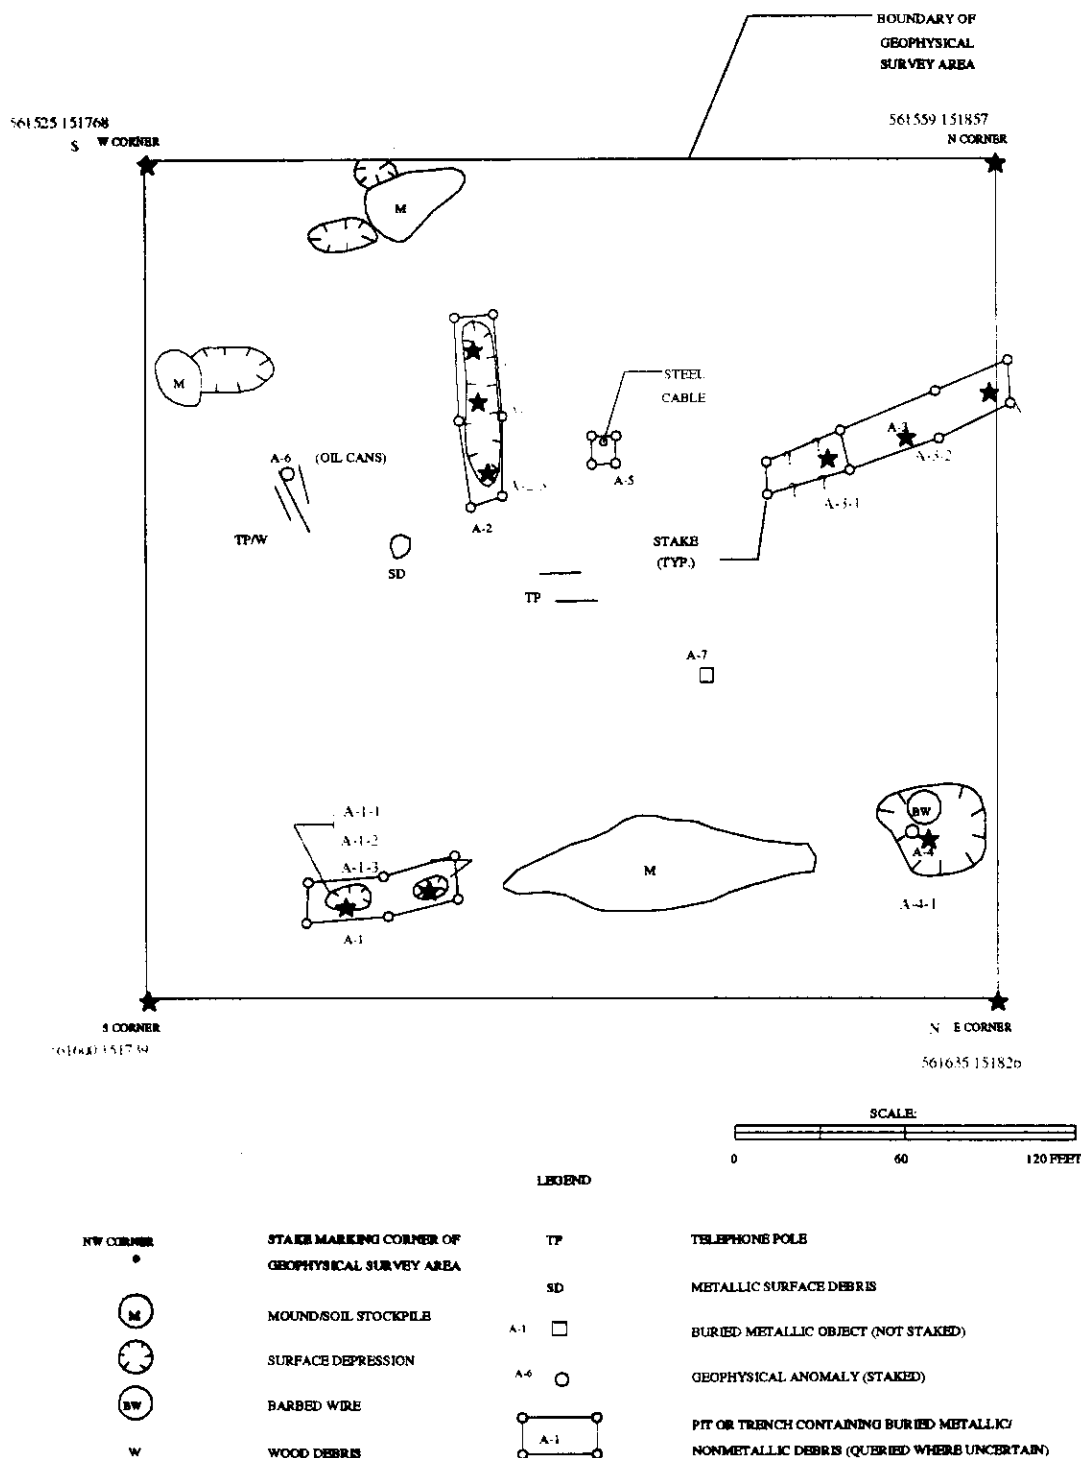 BOUNDARY OF
GEOPHYSICAL
SURVEY AREA
561525 151768
S W CORNER
561559 151857
N CORNER
M
M
STEEL
CABLE
A-3
A-3-2
A-6 (OIL CANS)
A-5
A-2-3
A-3-1
A-2
TP/W
STAKE
(TYP.)
SD
TP
A-7
A-1-1
A-1-2
A-1-3
BW
A-4
M
A-4-1
A-1
S CORNER
N E CORNER
561635 151826
SCALE:
0 60 120 FEET
LEGEND
NW CORNER STAKE MARKING CORNER OF
GEOPHYSICAL SURVEY AREA
TP TELEPHONE POLE
SD METALLIC SURFACE DEBRIS
M MOUND/SOIL STOCKPILE
A-1 BURIED METALLIC OBJECT (NOT STAKED)
SURFACE DEPRESSION
A-6 GEOPHYSICAL ANOMALY (STAKED)
BW BARBED WIRE
A-1 PIT OR TRENCH CONTAINING BURIED METALLIC/
NONMETALLIC DEBRIS (QUERIED WHERE UNCERTAIN)
W WOOD DEBRIS